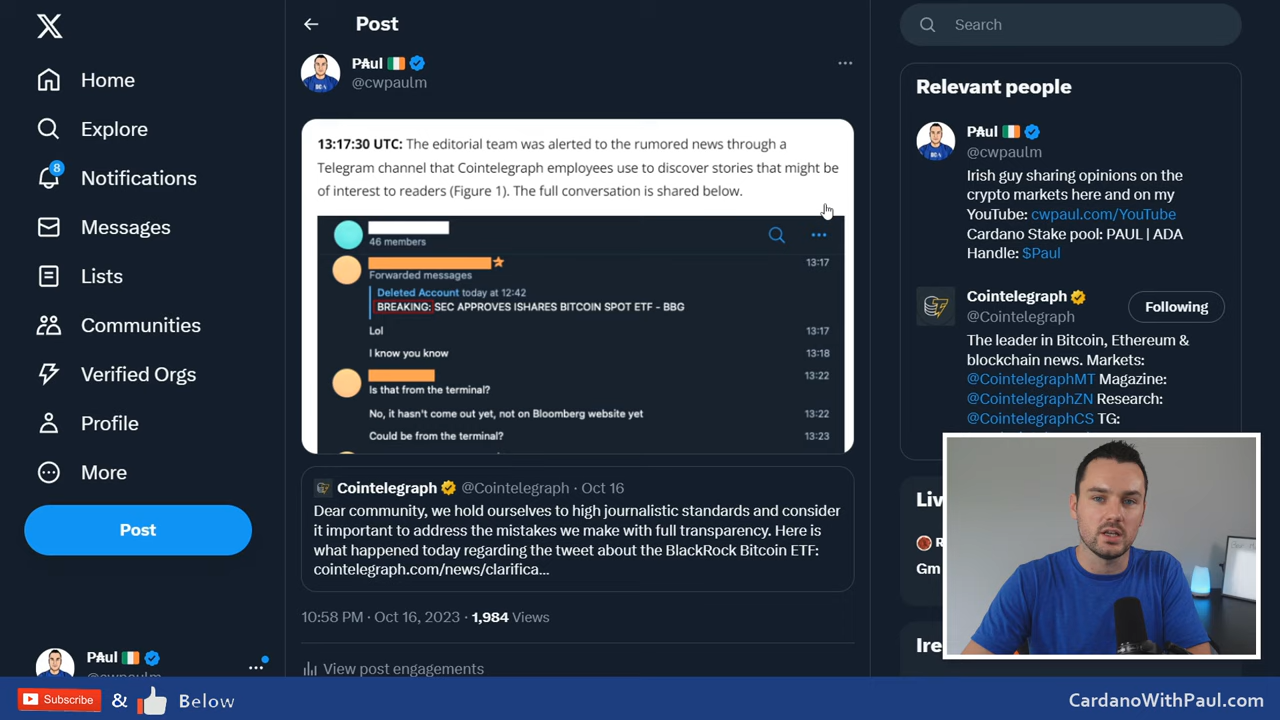 Home
Explore
8
Notifications
Messages
Lists
Communities
Verified Orgs
Profile
More
Post
P₳ul
Post
P₳ul
@cwpaulm
13:17:30 UTC: The editorial team was alerted to the rumored news through a
Telegram channel that Cointelegraph employees use to discover stories that might be
of interest to readers (Figure 1). The full conversation is shared below.
46 members
13:17
Forwarded messages
Deleted Account today at 12:42
BREAKING: SEC APPROVES ISHARES BITCOIN SPOT ETF - BBG
Lol 13:17
I know you know 13:18
13:22
Is that from the terminal?
No, it hasn't come out yet, not on Bloomberg website yet 13:22
Could be from the terminal? 13:23
Cointelegraph @Cointelegraph · Oct 16
Dear community, we hold ourselves to high journalistic standards and consider
it important to address the mistakes we make with full transparency. Here is
what happened today regarding the tweet about the BlackRock Bitcoin ETF:
cointelegraph.com/news/clarifica...
10:58 PM · Oct 16, 2023 · 1,984 Views
View post engagements
Search
Relevant people
P₳ul
@cwpaulm
Irish guy sharing opinions on the
crypto markets here and on my
YouTube: cwpaul.com/YouTube
Cardano Stake pool: PAUL | ADA
Handle: $Paul
Cointelegraph
@Cointelegraph
Following
The leader in Bitcoin, Ethereum &
blockchain news. Markets:
@CointelegraphMT Magazine:
@CointelegraphZN Research:
@CointelegraphCS TG:
Gm
Subscribe & Below
CardanoWithPaul.com